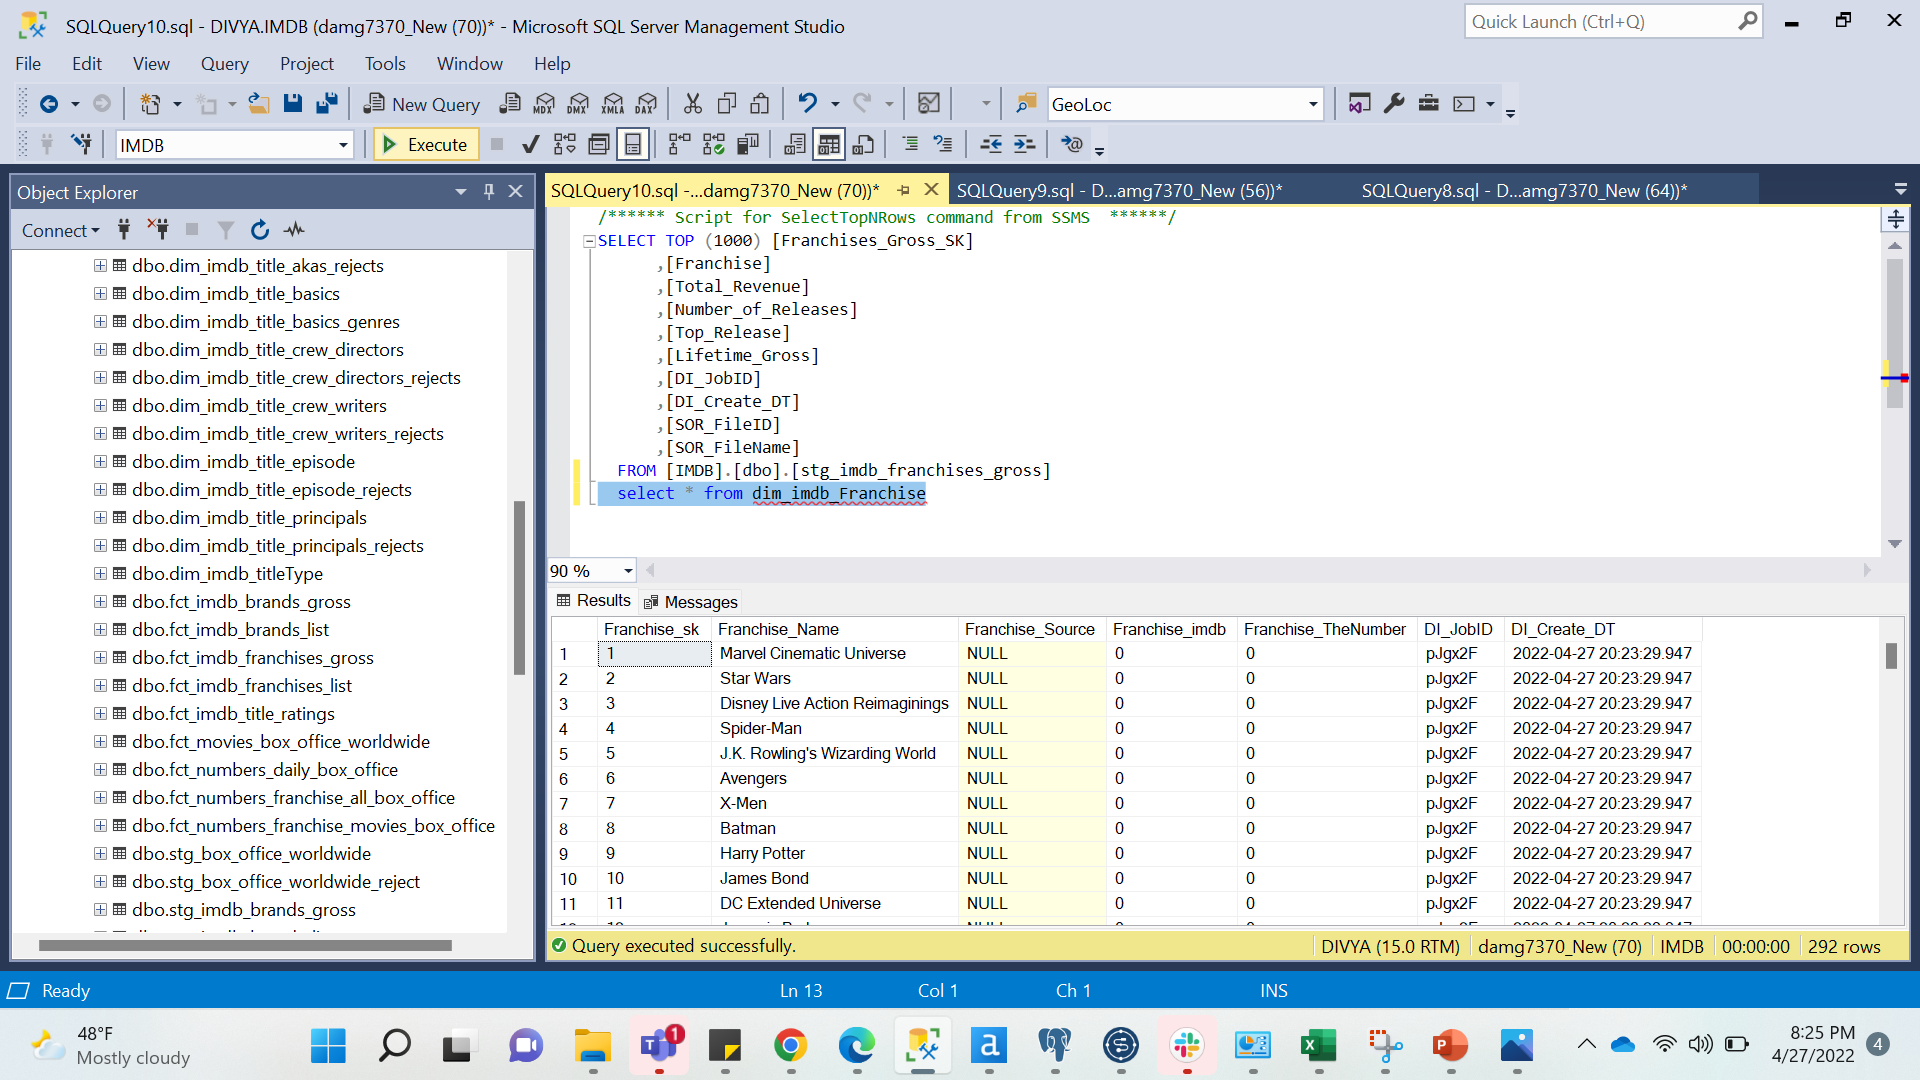 SQLQuery10.sql - DIVYA.IMDB (damg7370_New (70))* - Microsoft SQL Server Management Studio
Quick Launch (Ctrl+Q)
File Edit View Query Project Tools Window Help
New Query MDX DMX XMLA DAX GeoLoc
IMDB Execute
Object Explorer
Connect
dbo.dim_imdb_title_akas_rejects
dbo.dim_imdb_title_basics
dbo.dim_imdb_title_basics_genres
dbo.dim_imdb_title_crew_directors
dbo.dim_imdb_title_crew_directors_rejects
dbo.dim_imdb_title_crew_writers
dbo.dim_imdb_title_crew_writers_rejects
dbo.dim_imdb_title_episode
dbo.dim_imdb_title_episode_rejects
dbo.dim_imdb_title_principals
dbo.dim_imdb_title_principals_rejects
dbo.dim_imdb_titleType
dbo.fct_imdb_brands_gross
dbo.fct_imdb_brands_list
dbo.fct_imdb_franchises_gross
dbo.fct_imdb_franchises_list
dbo.fct_imdb_title_ratings
dbo.fct_movies_box_office_worldwide
dbo.fct_numbers_daily_box_office
dbo.fct_numbers_franchise_all_box_office
dbo.fct_numbers_franchise_movies_box_office
dbo.stg_box_office_worldwide
dbo.stg_box_office_worldwide_reject
dbo.stg_imdb_brands_gross
SQLQuery10.sql -...damg7370_New (70))* SQLQuery9.sql - D...amg7370_New (56))* SQLQuery8.sql - D...amg7370_New (64))*
/****** Script for SelectTopNRows command from SSMS ******/
SELECT TOP (1000) [Franchises_Gross_SK]
,[Franchise]
,[Total_Revenue]
,[Number_of_Releases]
,[Top_Release]
,[Lifetime_Gross]
,[DI_JobID]
,[DI_Create_DT]
,[SOR_FileID]
,[SOR_FileName]
FROM [IMDB].[dbo].[stg_imdb_franchises_gross]
select * from dim_imdb_Franchise
90 %
Results Messages
Franchise_sk Franchise_Name Franchise_Source Franchise_imdb Franchise_TheNumber DI_JobID DI_Create_DT
1 1 Marvel Cinematic Universe NULL 0 0 pJgx2F 2022-04-27 20:23:29.947
2 2 Star Wars NULL 0 0 pJgx2F 2022-04-27 20:23:29.947
3 3 Disney Live Action Reimaginings NULL 0 0 pJgx2F 2022-04-27 20:23:29.947
4 4 Spider-Man NULL 0 0 pJgx2F 2022-04-27 20:23:29.947
5 5 J.K. Rowling's Wizarding World NULL 0 0 pJgx2F 2022-04-27 20:23:29.947
6 6 Avengers NULL 0 0 pJgx2F 2022-04-27 20:23:29.947
7 7 X-Men NULL 0 0 pJgx2F 2022-04-27 20:23:29.947
8 8 Batman NULL 0 0 pJgx2F 2022-04-27 20:23:29.947
9 9 Harry Potter NULL 0 0 pJgx2F 2022-04-27 20:23:29.947
10 10 James Bond NULL 0 0 pJgx2F 2022-04-27 20:23:29.947
11 11 DC Extended Universe NULL 0 0 pJgx2F 2022-04-27 20:23:29.947
Query executed successfully. DIVYA (15.0 RTM) damg7370_New (70) IMDB 00:00:00 292 rows
Ready Ln 13 Col 1 Ch 1 INS
48°F
Mostly cloudy
1
8:25 PM
4/27/2022
4